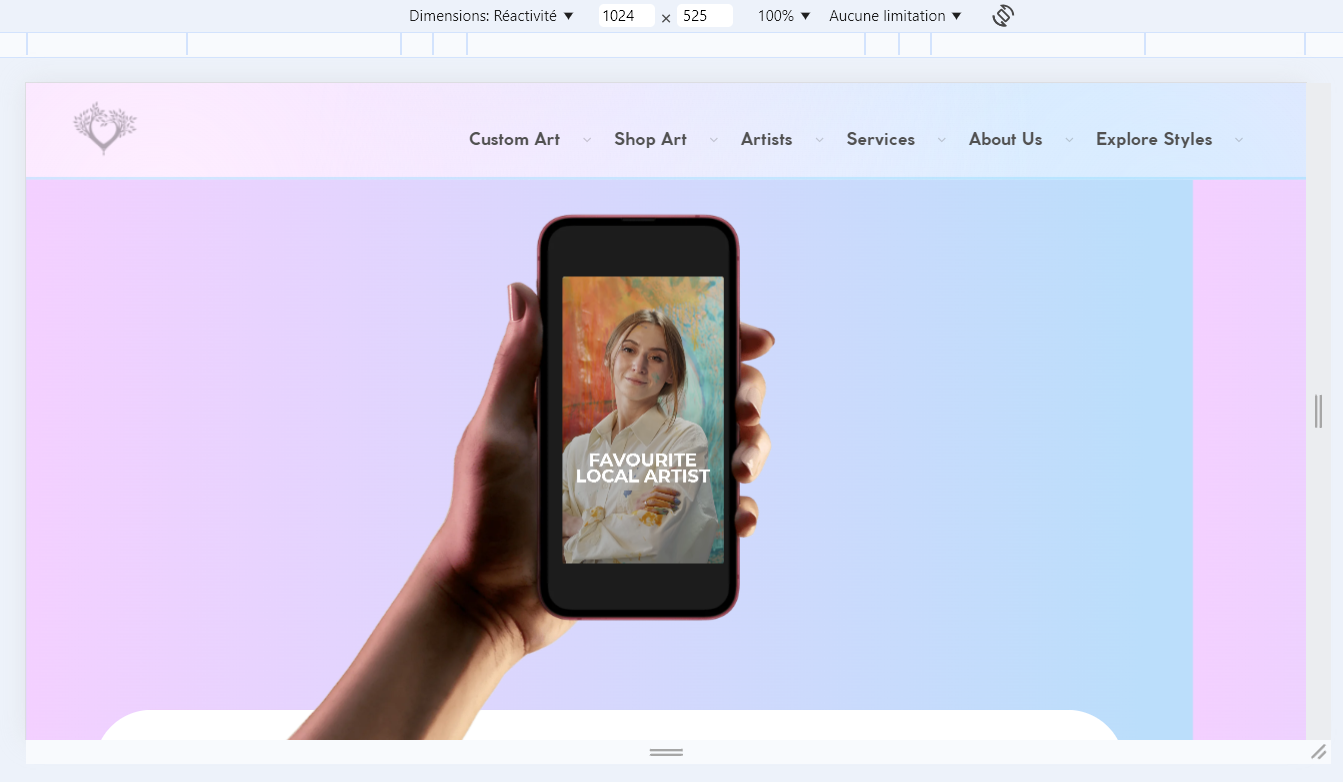 Dimensions: Réactivité ▼ 1024 × 525 100% ▼ Aucune limitation ▼
Custom Art Shop Art Artists Services About Us Explore Styles
FAVOURITE
LOCAL ARTIST